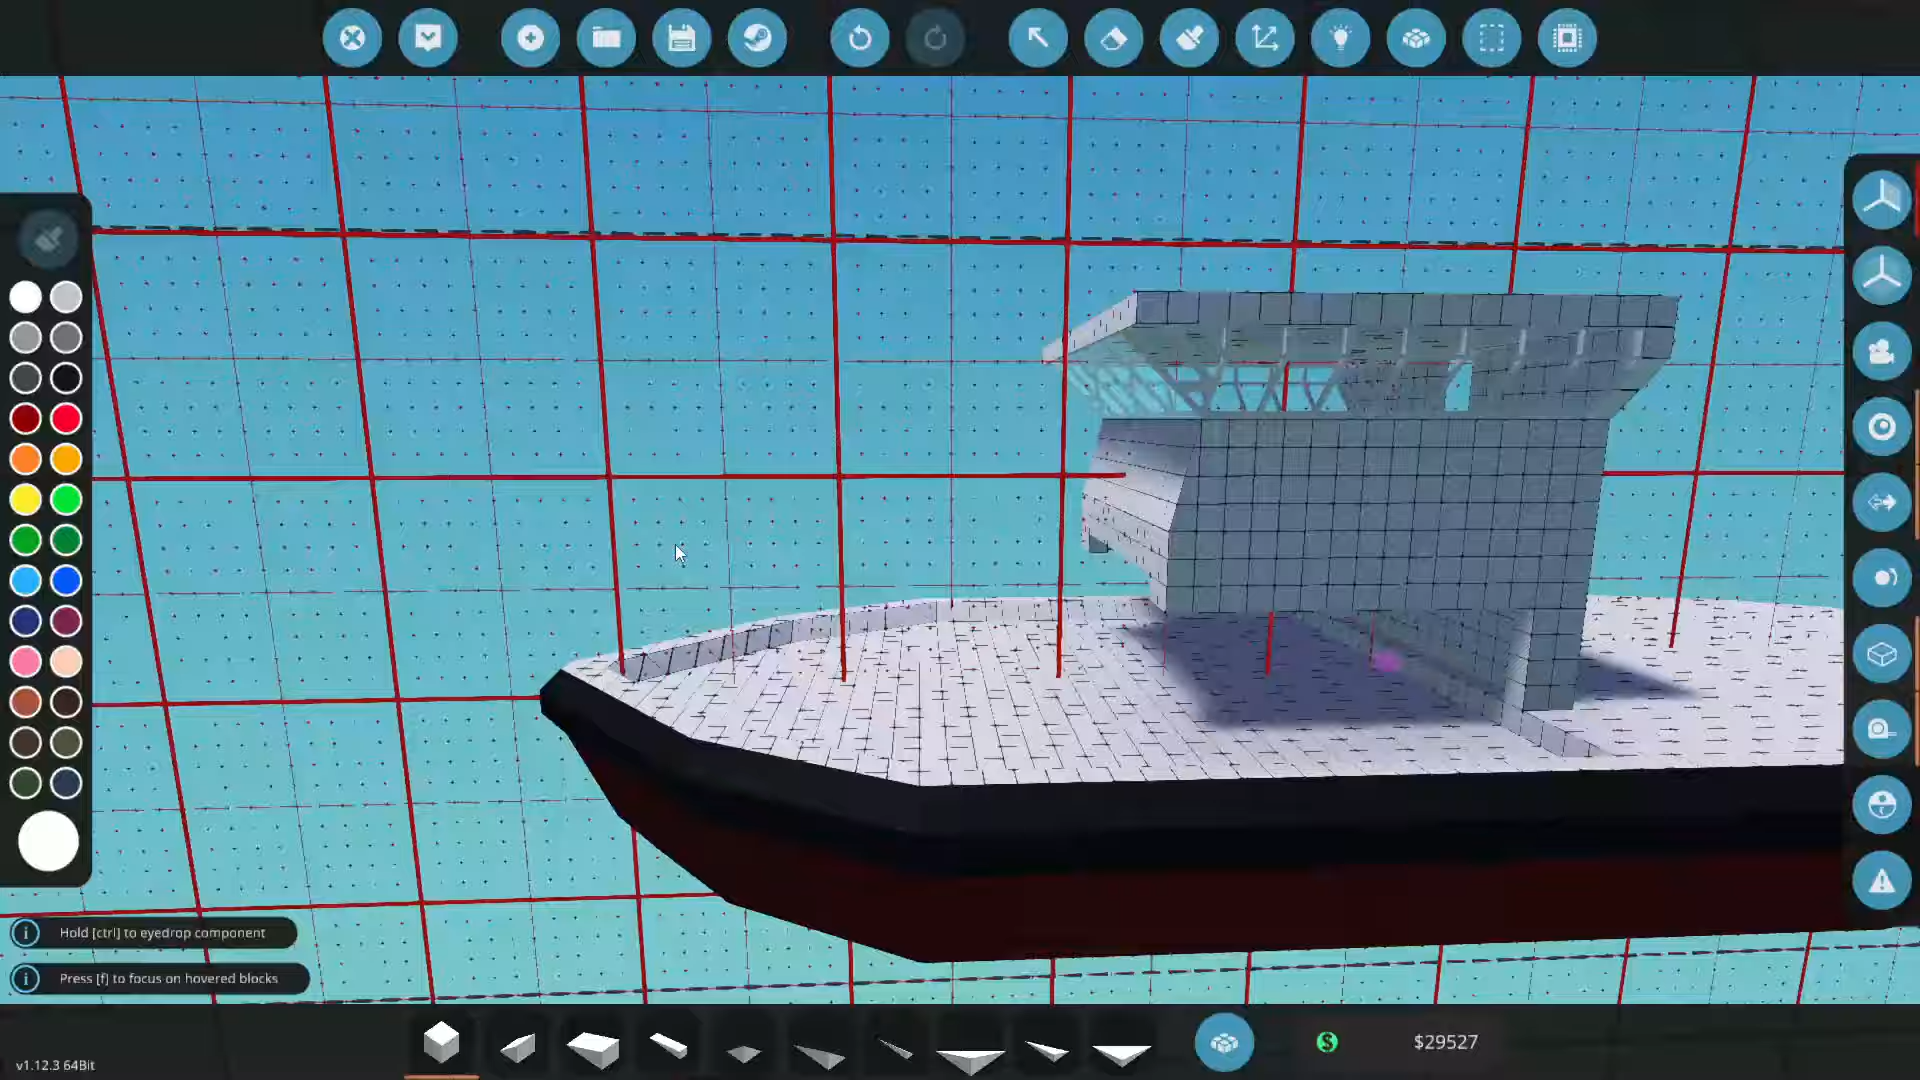 Hold [ctrl] to eyedrop component
Press [f] to focus on hovered blocks
$29527
v1.12.3 64Bit